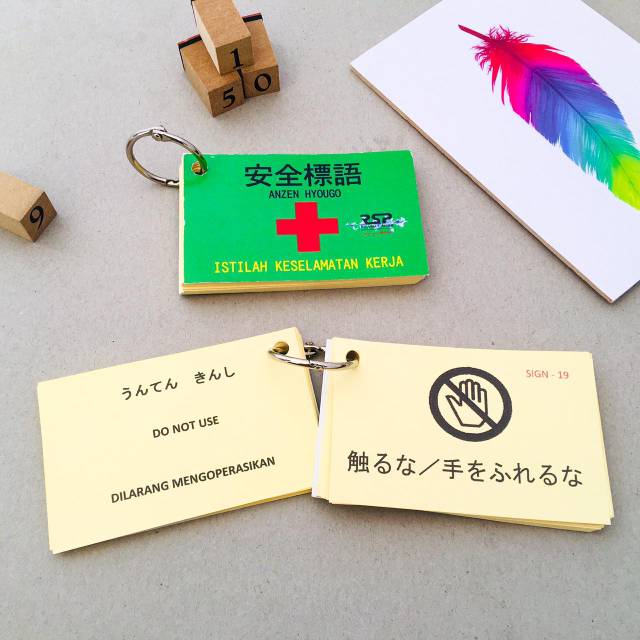 1
5
0
9
安全標語
ANZEN HYOUGO
RSP
ISTILAH KESELAMATAN KERJA
うんてん きんし
DO NOT USE
DILARANG MENGOPERASIKAN
SIGN - 19
触るな／手をふれるな